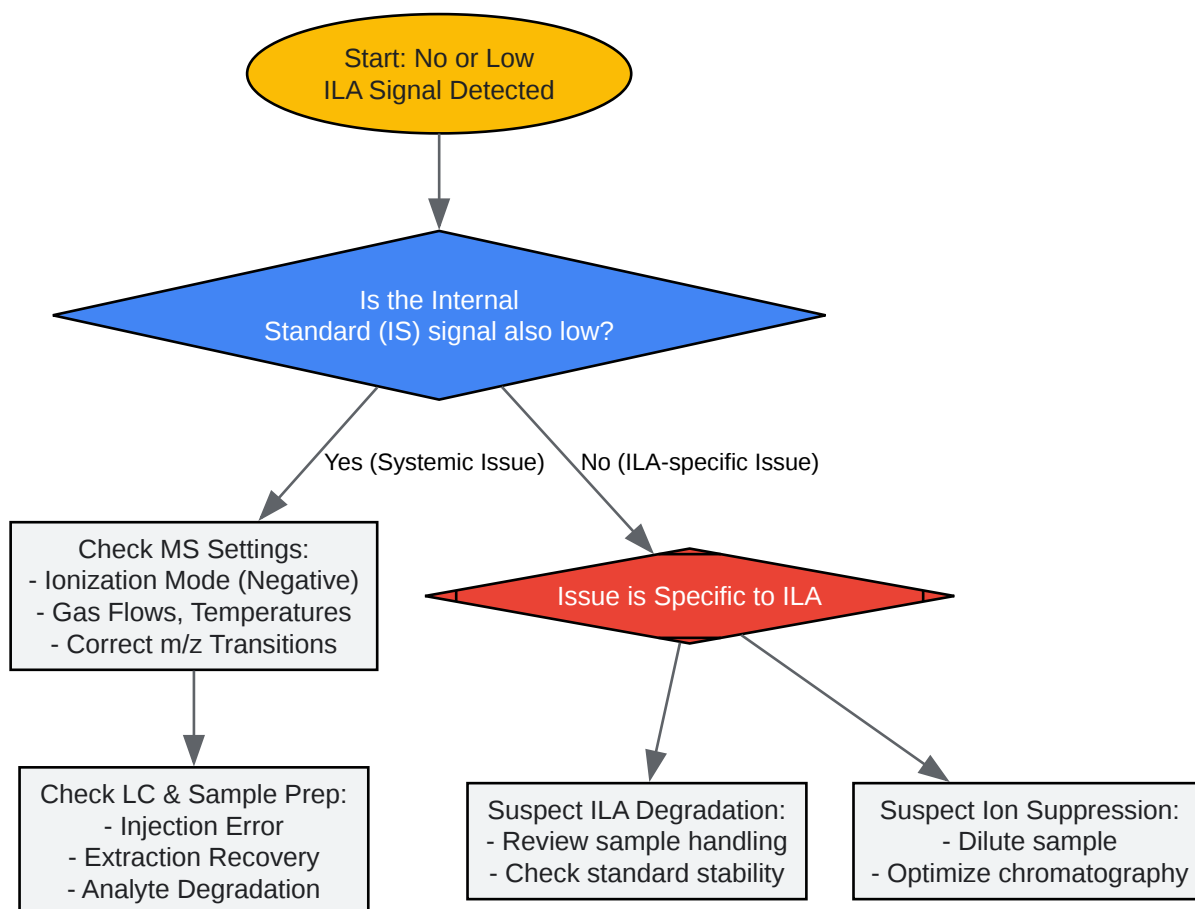 Start: No or Low
ILA Signal Detected
Is the Internal
Standard (IS) signal also low?
Yes (Systemic Issue)
No (ILA-specific Issue)
Check MS Settings:
- Ionization Mode (Negative)
- Gas Flows, Temperatures
- Correct m/z Transitions
Issue is Specific to ILA
Check LC & Sample Prep:
- Injection Error
- Extraction Recovery
- Analyte Degradation
Suspect ILA Degradation:
- Review sample handling
- Check standard stability
Suspect Ion Suppression:
- Dilute sample
- Optimize chromatography